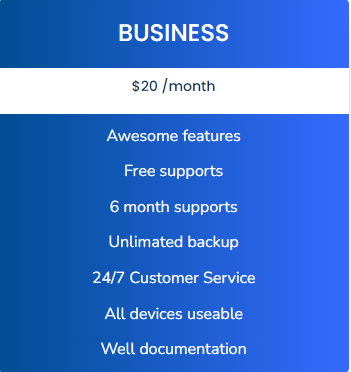 BUSINESS
$20 /month
Awesome features
Free supports
6 month supports
Unlimated backup
24/7 Customer Service
All devices useable
Well documentation